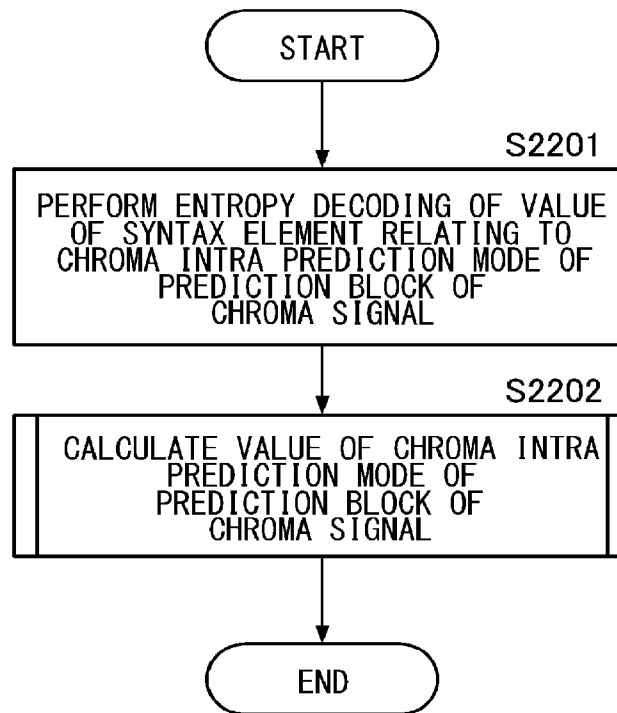 START
S2201
PERFORM ENTROPY DECODING OF VALUE
OF SYNTAX ELEMENT RELATING TO
CHROMA INTRA PREDICTION MODE OF
PREDICTION BLOCK OF
CHROMA SIGNAL
S2202
CALCULATE VALUE OF CHROMA INTRA
PREDICTION MODE OF
PREDICTION BLOCK OF
CHROMA SIGNAL
END